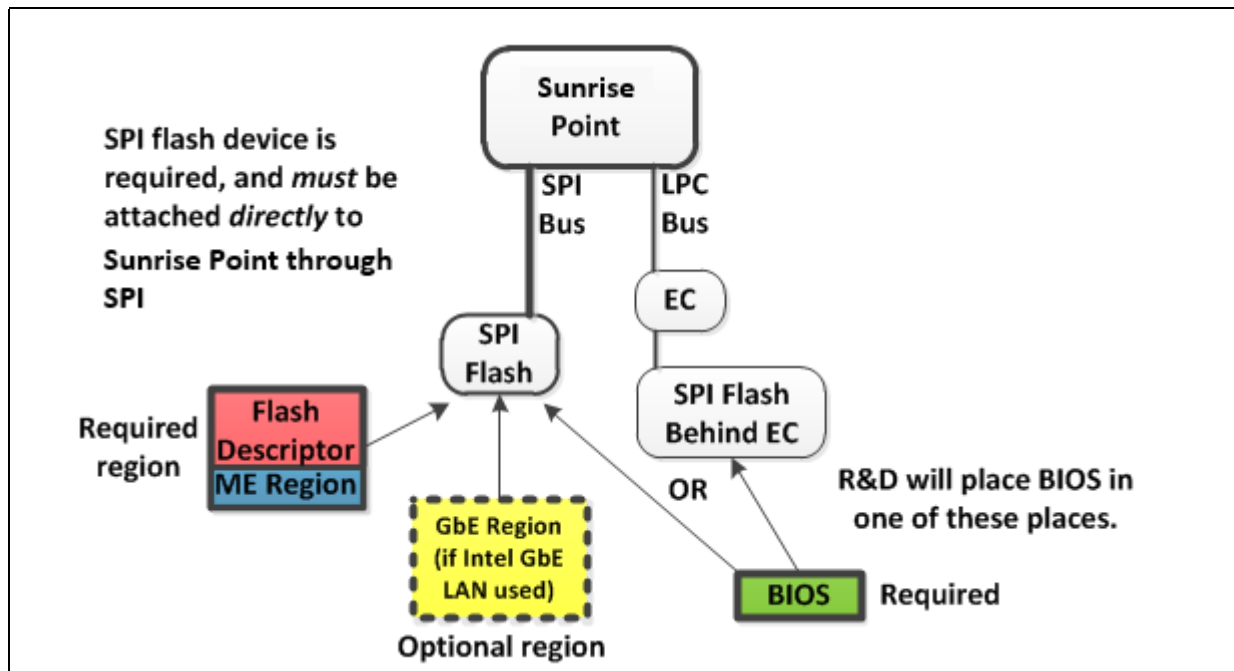 Sunrise
Point
SPI flash device is
required, and must be
attached directly to
Sunrise Point through
SPI
SPI
Bus
LPC
Bus
EC
SPI
Flash
SPI Flash
Behind EC
Required
region
Flash
Descriptor
ME Region
OR
R&D will place BIOS in
one of these places.
GbE Region
(if Intel GbE
LAN used)
Optional region
BIOS
Required